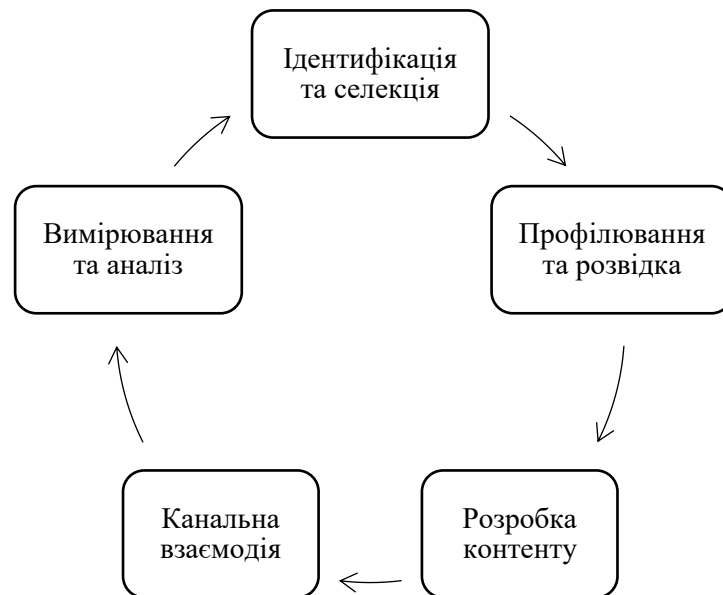 Ідентифікація
та селекція
Профілювання
та розвідка
Розробка
контенту
Канальна
взаємодія
Вимірювання
та аналіз